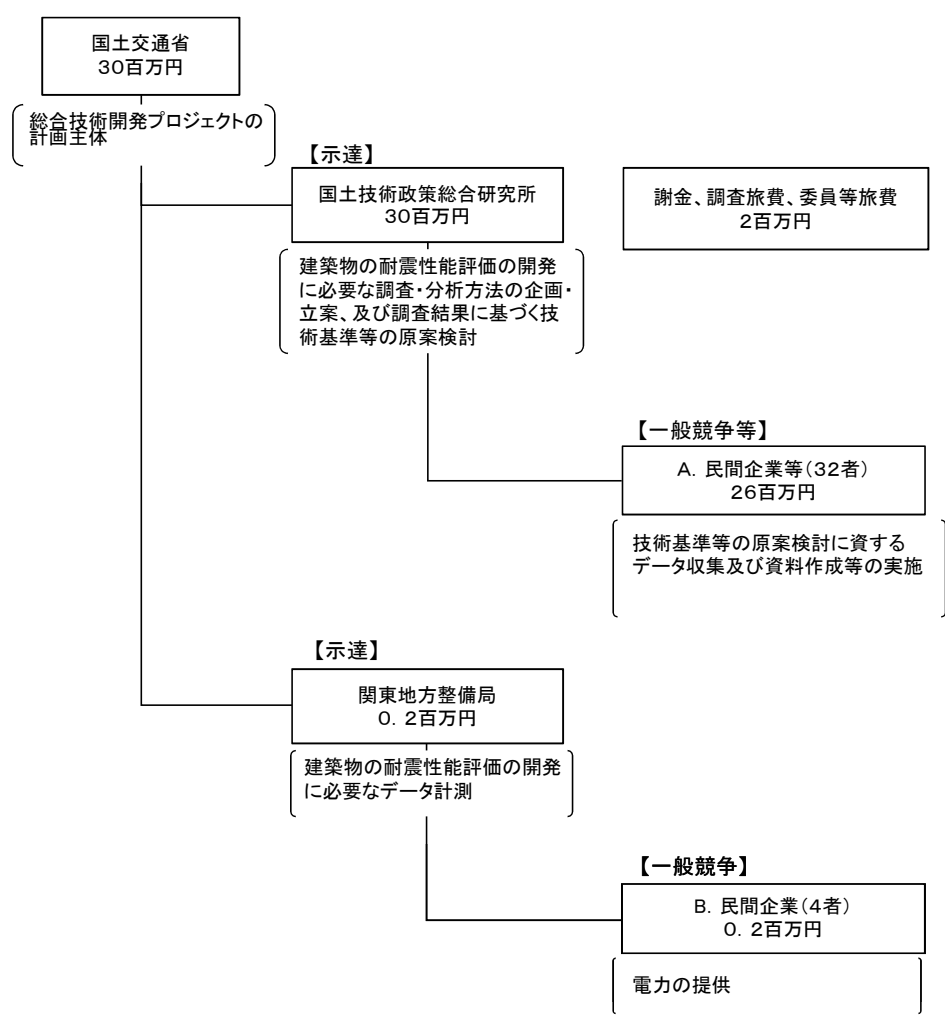 国土交通省
30百万円
総合技術開発プロジェクトの
計画主体
【示達】
国土技術政策総合研究所
30百万円
謝金、調査旅費、委員等旅費
2百万円
建築物の耐震性能評価の開発
に必要な調査・分析方法の企画・
立案、及び調査結果に基づく技
術基準等の原案検討
【一般競争等】
A．民間企業等（32者）
26百万円
技術基準等の原案検討に資する
データ収集及び資料作成等の実施
【示達】
関東地方整備局
0．2百万円
建築物の耐震性能評価の開発
に必要なデータ計測
【一般競争】
B．民間企業（4者）
0．2百万円
電力の提供